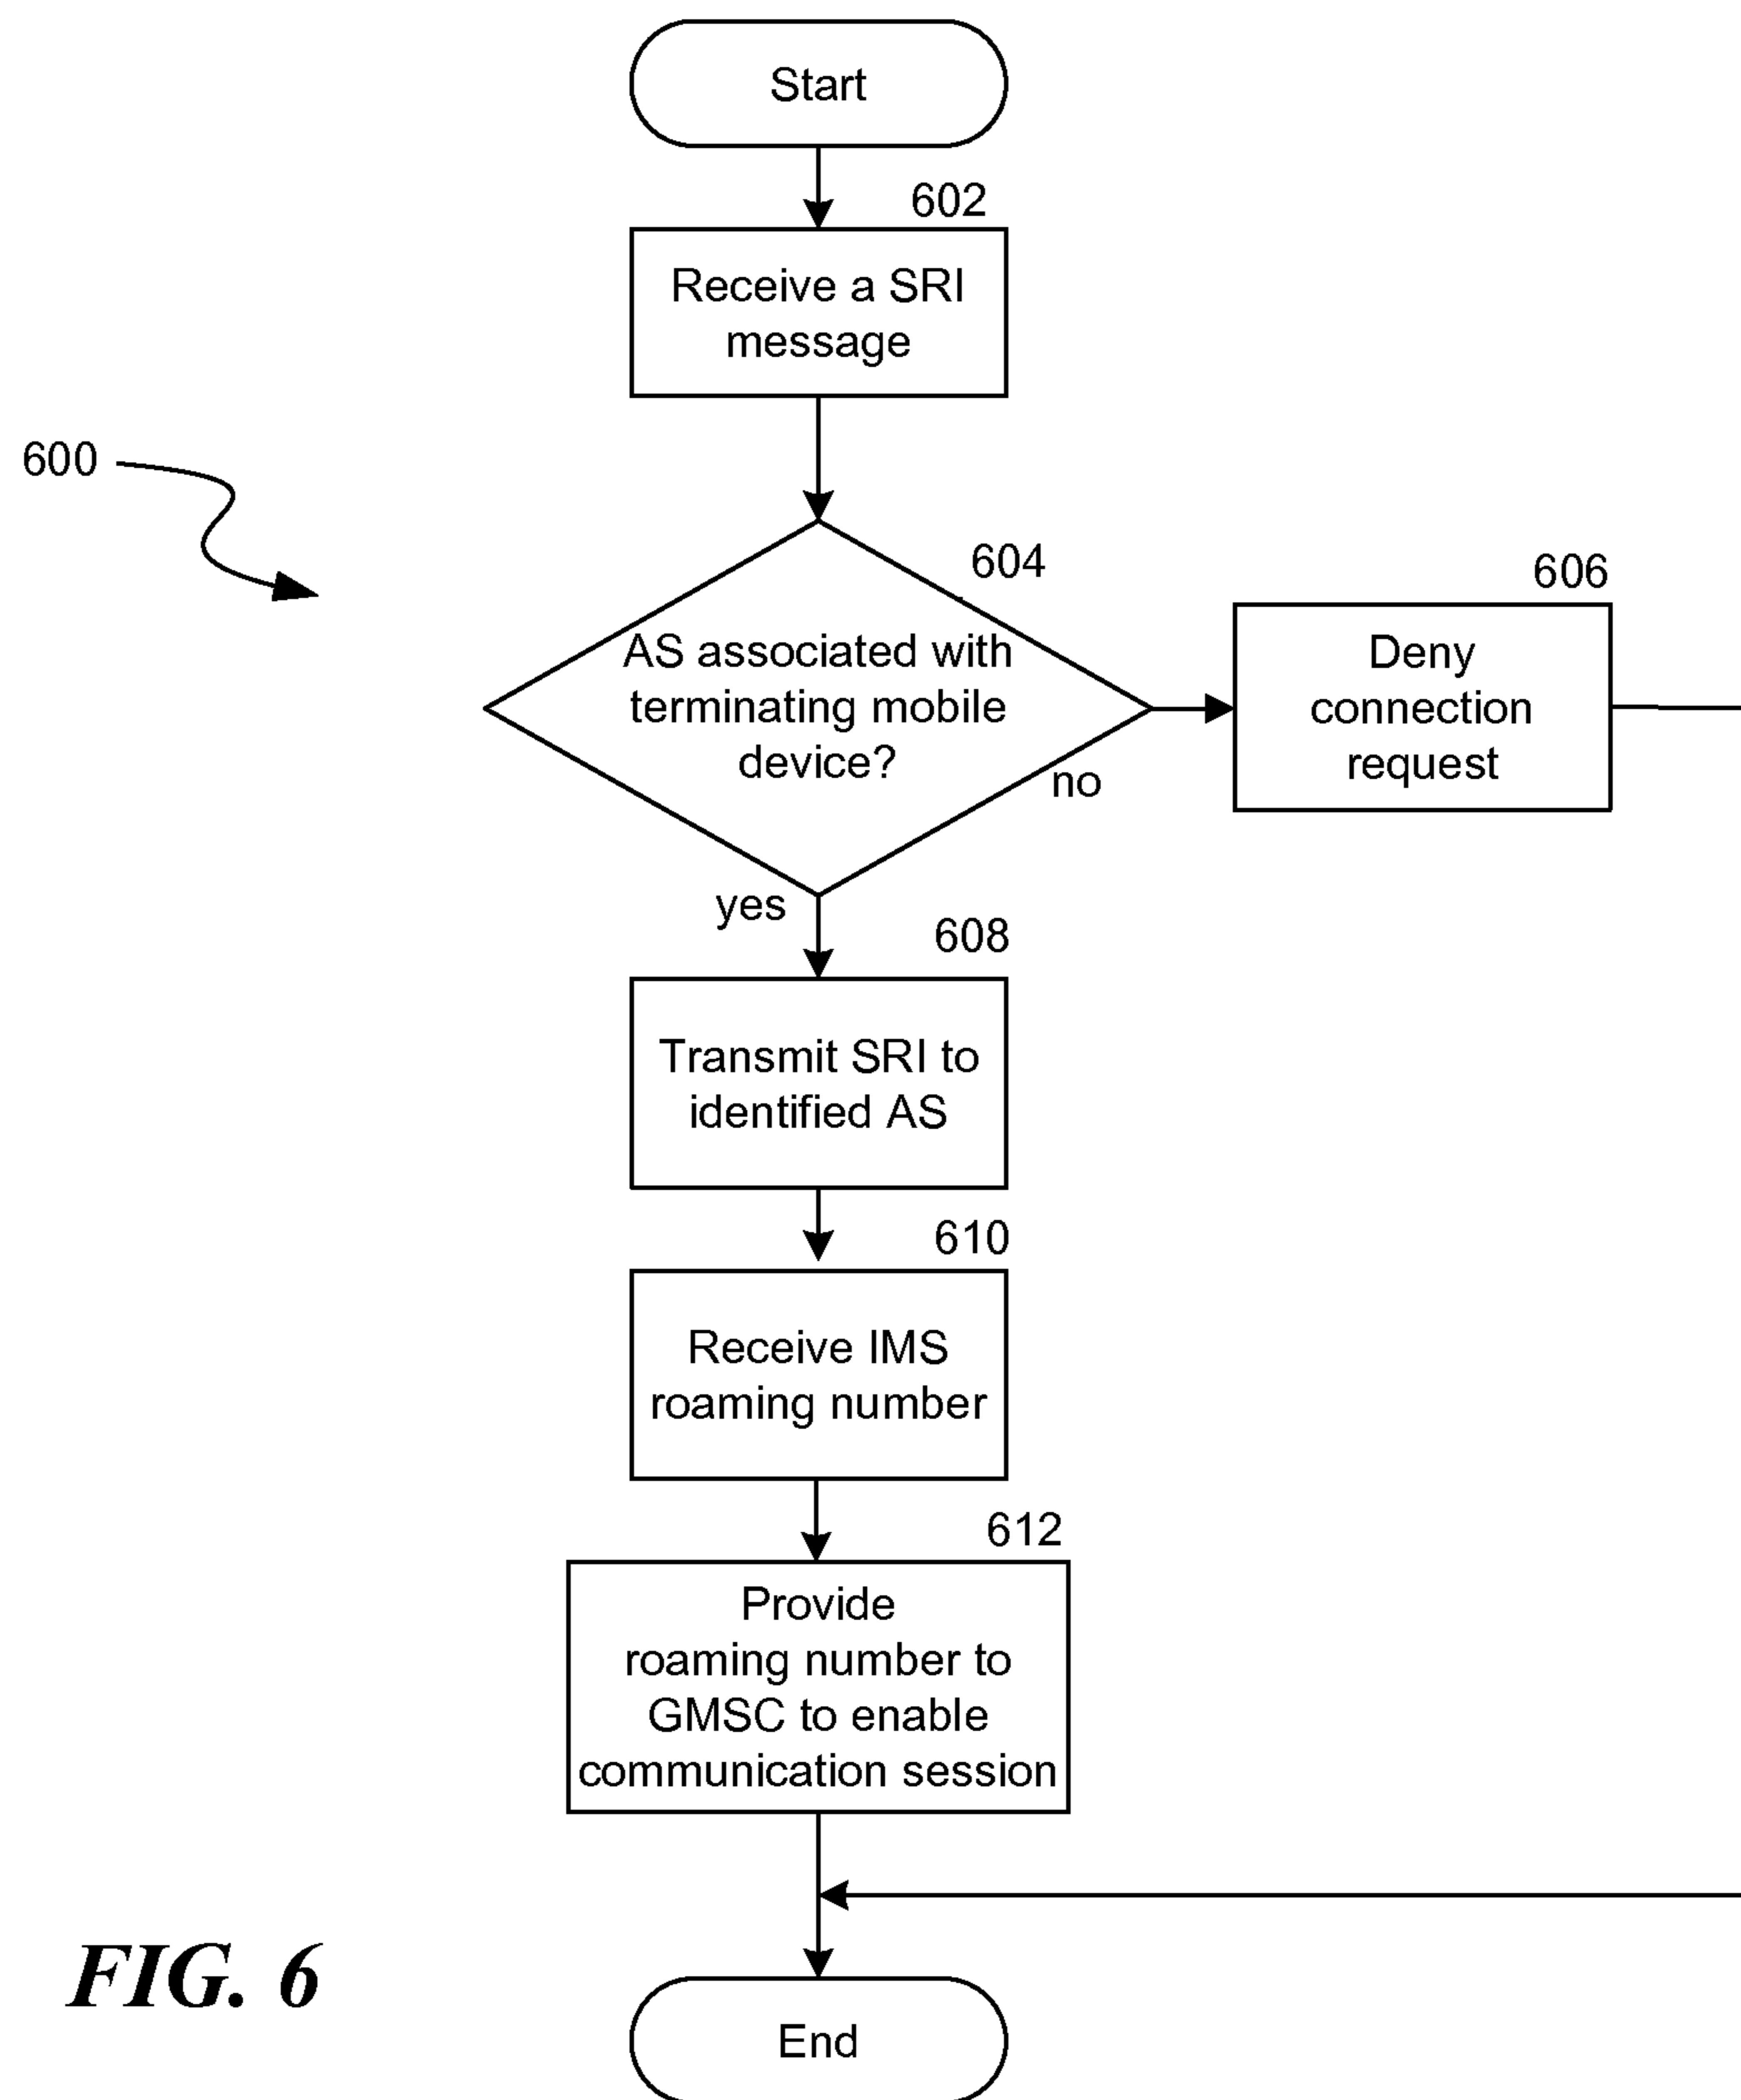 Start
602
Receive a SRI
message
600
604
606
AS associated with
terminating mobile
device?
Deny
connection
request
no
yes
608
Transmit SRI to
identified AS
610
Receive IMS
roaming number
612
Provide
roaming number to
GMSC to enable
communication session
FIG. 6
End